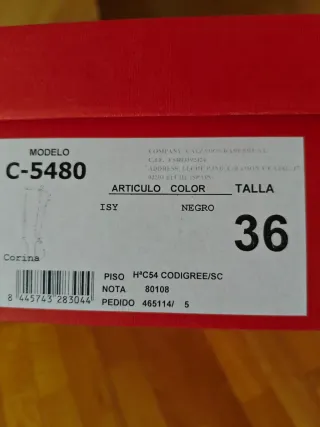 MODELO
C-5480
ARTICULO COLOR TALLA
ISY NEGRO 36
Corina
PISO HªC54 CODIGREE/SC
NOTA 80108
PEDIDO 465114/ 5
8 445743 283044